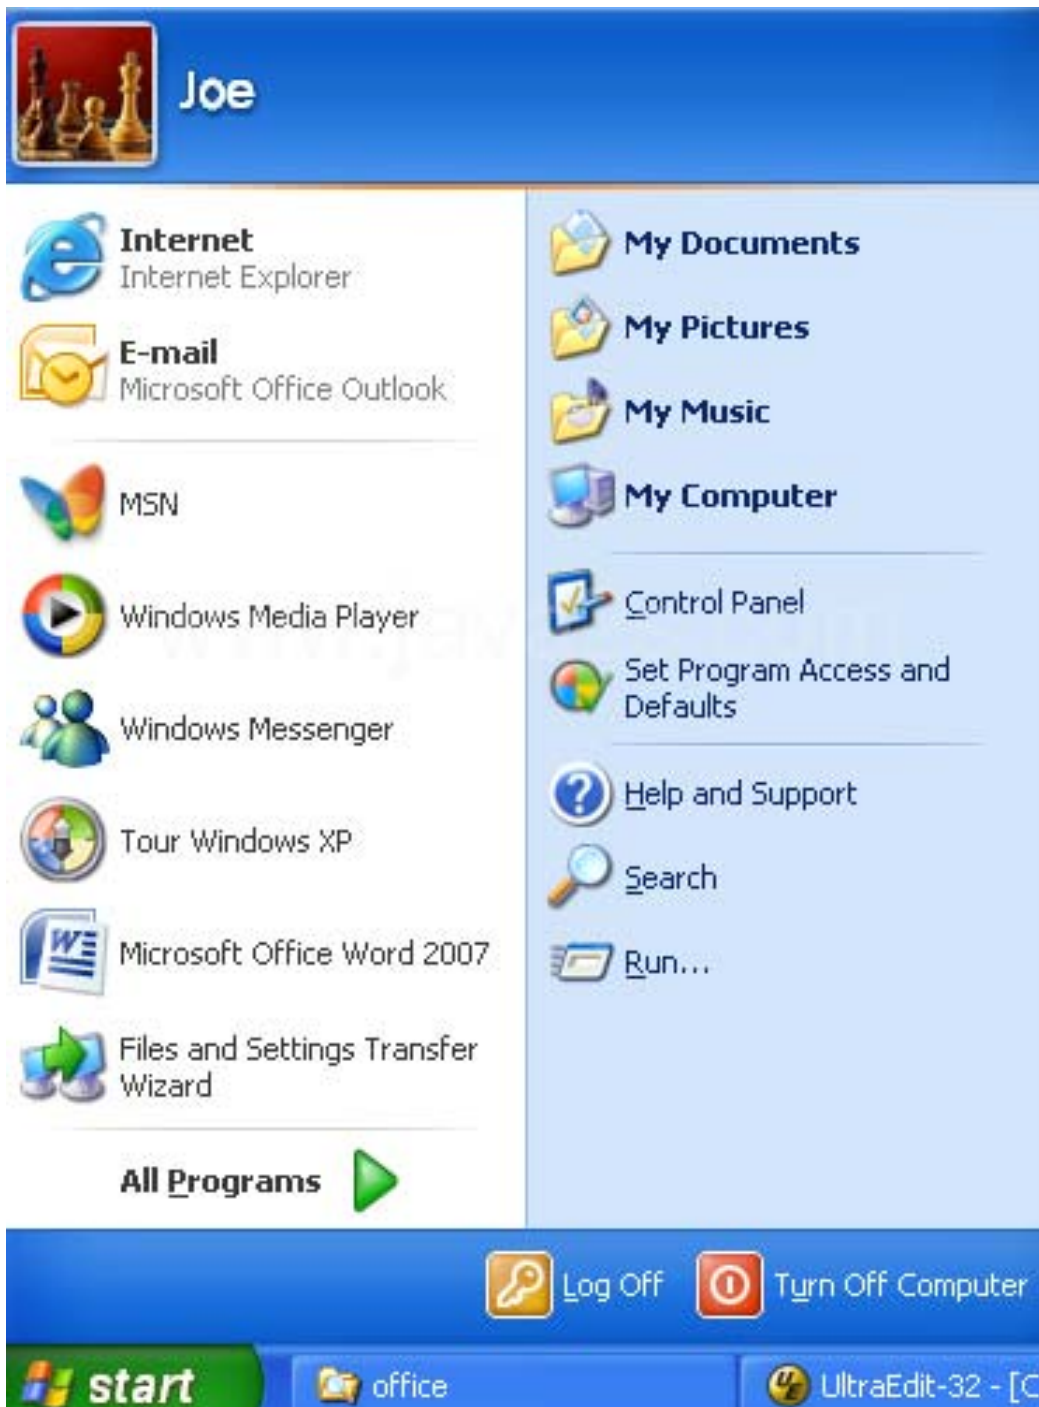 Joe
Internet
Internet Explorer
E-mail
Microsoft Office Outlook
MSN
Windows Media Player
Windows Messenger
Tour Windows XP
Microsoft Office Word 2007
Files and Settings Transfer
Wizard
All Programs
My Documents
My Pictures
My Music
My Computer
Control Panel
Set Program Access and
Defaults
Help and Support
Search
Run...
Log Off
Turn Off Computer
start
office
UltraEdit-32 - [C